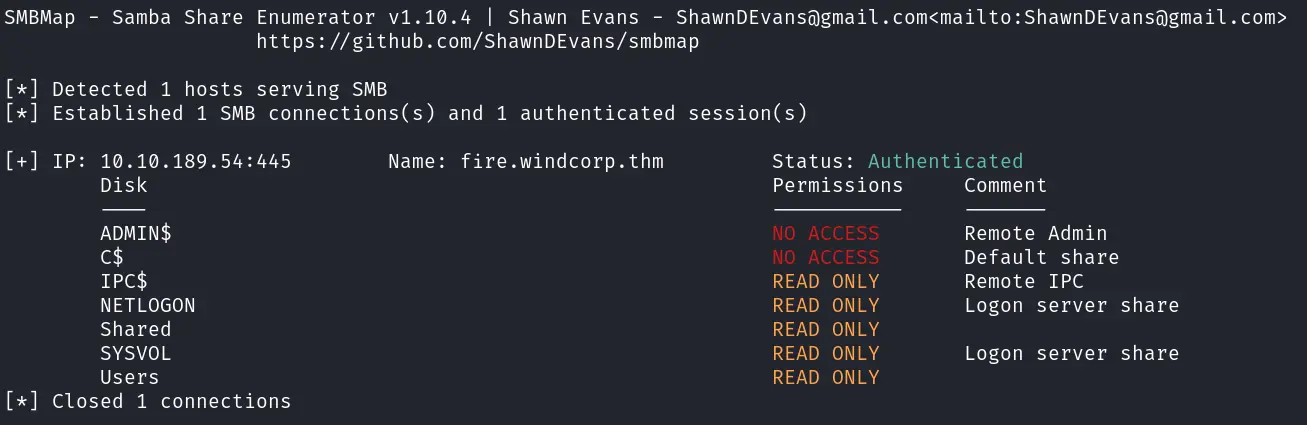 SMBMap - Samba Share Enumerator v1.10.4 | Shawn Evans - ShawnDEvans@gmail.com<mailto:ShawnDEvans@gmail.com>
https://github.com/ShawnDEvans/smbmap
[*] Detected 1 hosts serving SMB
[*] Established 1 SMB connections(s) and 1 authenticated session(s)
[+] IP: 10.10.189.54:445 Name: fire.windcorp.thm Status: Authenticated
Disk Permissions Comment
---- ----------- -------
ADMIN$ NO ACCESS Remote Admin
C$ NO ACCESS Default share
IPC$ READ ONLY Remote IPC
NETLOGON READ ONLY Logon server share
Shared READ ONLY
SYSVOL READ ONLY Logon server share
Users READ ONLY
[*] Closed 1 connections